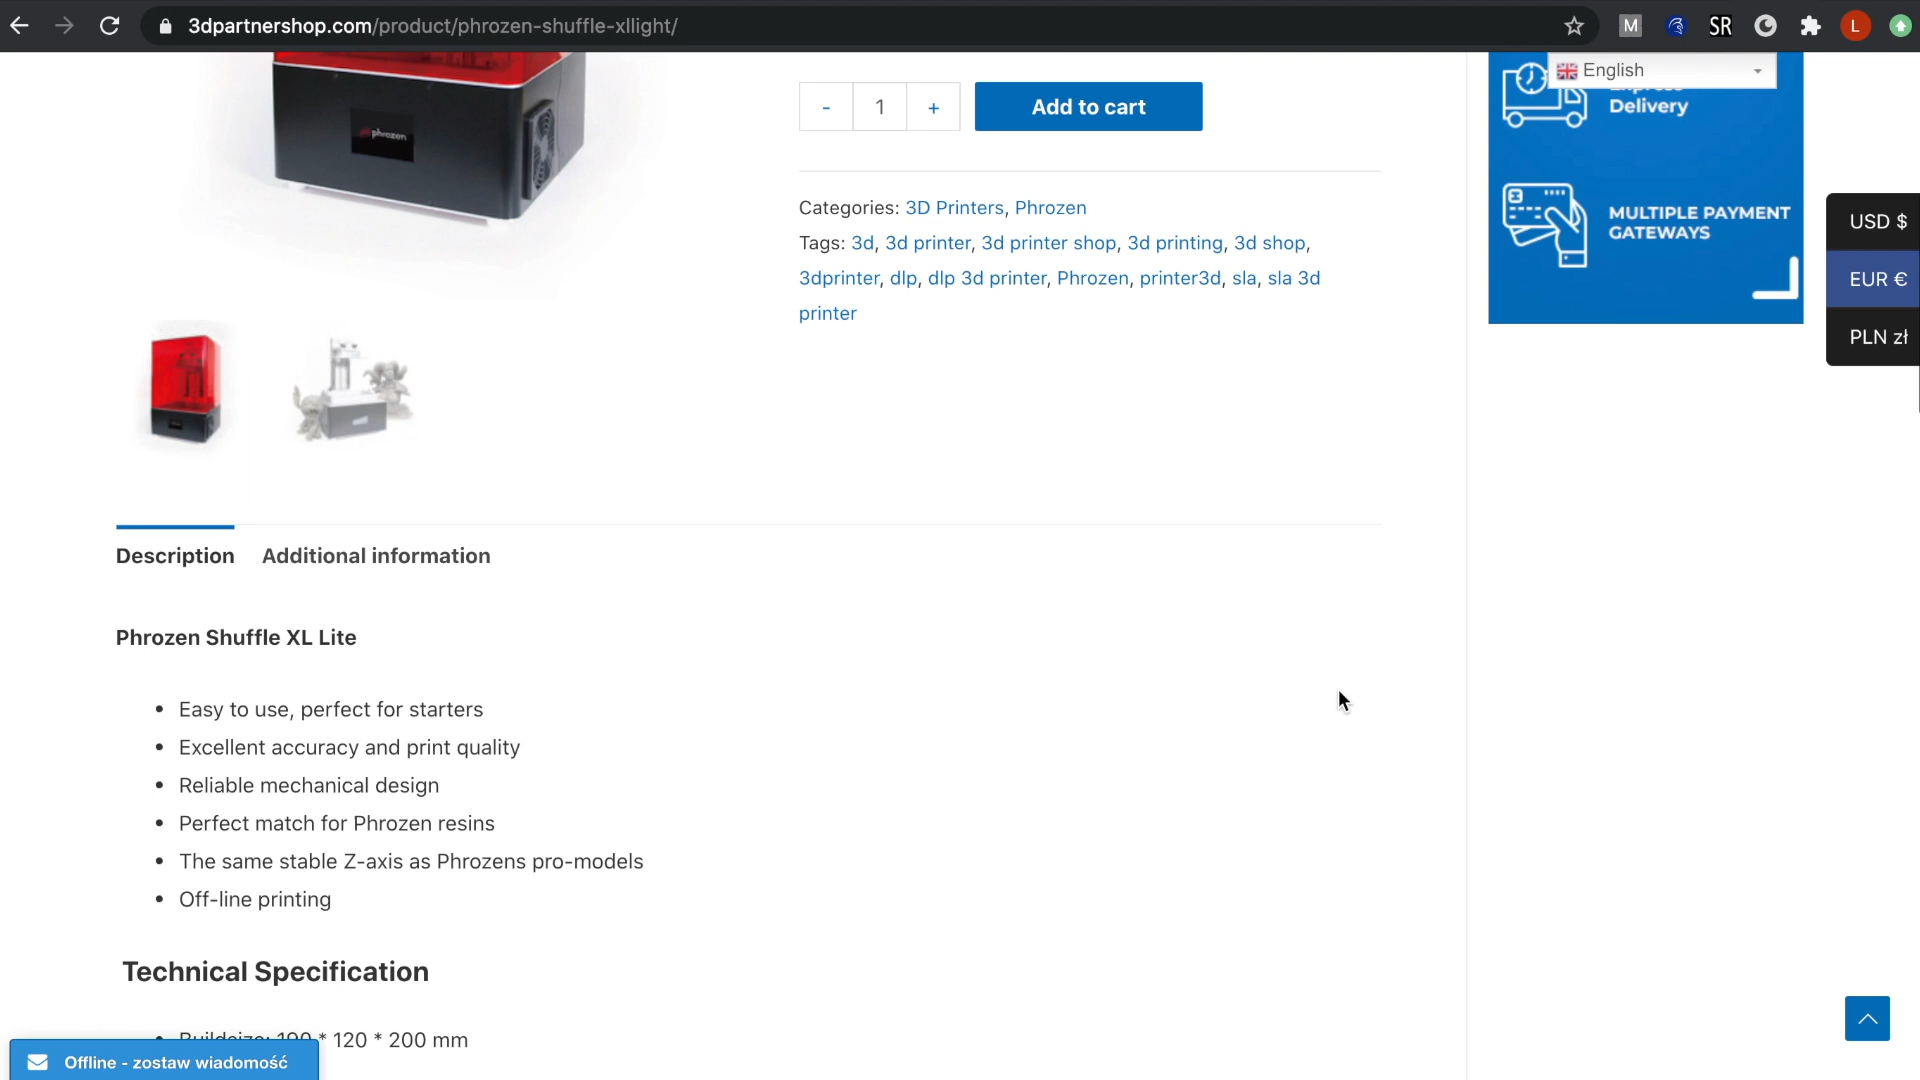 3dpartnershop.com/product/phrozen-shuffle-xllight/
M
SR
L
English
phrozen
- 1 +
Add to cart
Delivery
Categories: 3D Printers, Phrozen
Tags: 3d, 3d printer, 3d printer shop, 3d printing, 3d shop,
3dprinter, dlp, dlp 3d printer, Phrozen, printer3d, sla, sla 3d
printer
MULTIPLE PAYMENT
GATEWAYS
USD $
EUR €
PLN zł
Description
Additional information
Phrozen Shuffle XL Lite
• Easy to use, perfect for starters
• Excellent accuracy and print quality
• Reliable mechanical design
• Perfect match for Phrozen resins
• The same stable Z-axis as Phrozens pro-models
• Off-line printing
Technical Specification
• Buildsize: 190 * 120 * 200 mm
Offline - zostaw wiadomość